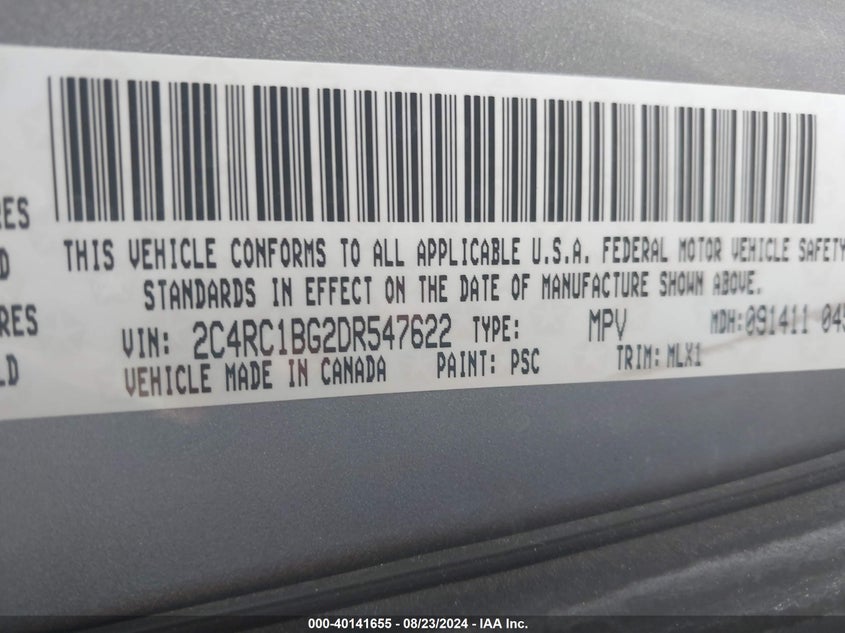 RES
D
RES
LD
THIS VEHICLE CONFORMS TO ALL APPLICABLE U.S.A. FEDERAL MOTOR VEHICLE SAFETY
STANDARDS IN EFFECT ON THE DATE OF MANUFACTURE SHOWN ABOVE.
VIN: 2C4RC1BG2DR547622 TYPE: MPV MDH:091411 045
VEHICLE MADE IN CANADA PAINT: PSC TRIM: MLX1
000-40141655 - 08/23/2024 - IAA Inc.